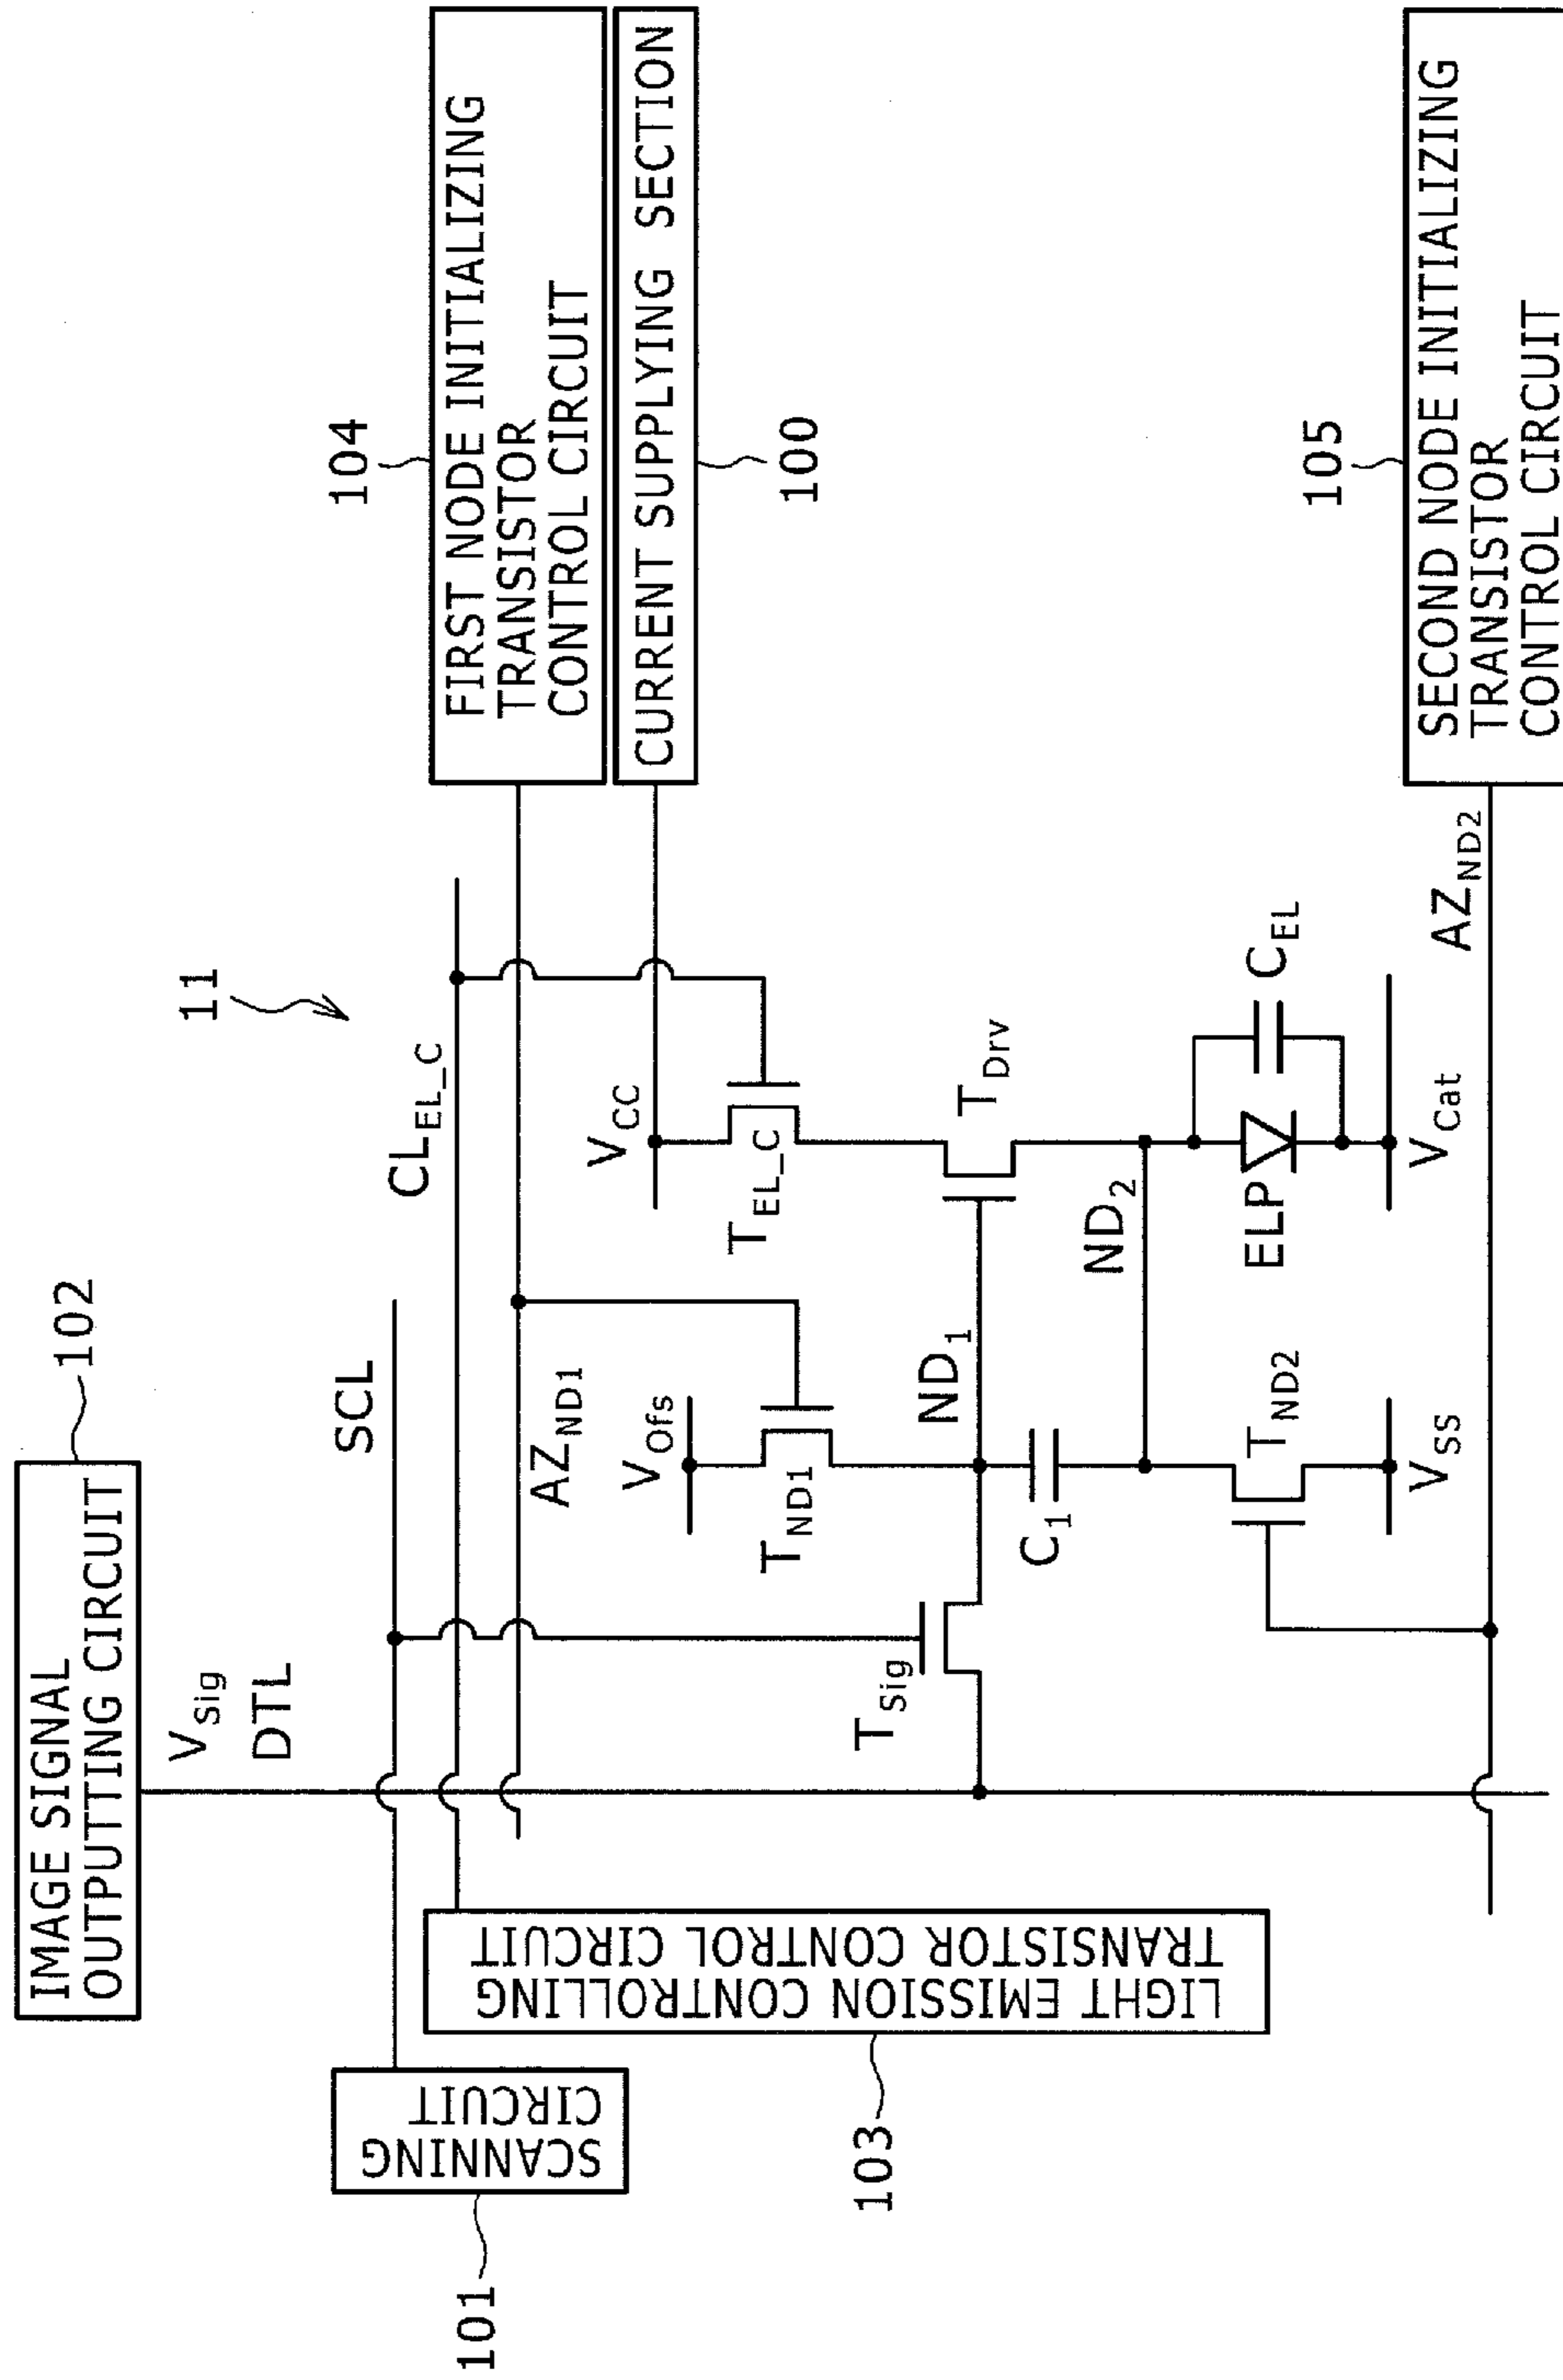 IMAGE SIGNAL
OUTPUTTING CIRCUIT
102
V_Sig
DTL
SCANNING
CIRCUIT
101
SCL
LIGHT EMISSION CONTROLLING
TRANSISTOR CONTROL CIRCUIT
103
CL_EL_C
11
104
FIRST NODE INITIALIZING
TRANSISTOR
CONTROL CIRCUIT
AZ_ND1
CURRENT SUPPLYING SECTION
100
V_Ofs
V_CC
T_ND1
T_EL_C
T_Sig
ND_1
T_Drv
C_1
ND_2
T_ND2
ELP
C_EL
V_SS
V_Cat
AZ_ND2
105
SECOND NODE INITIALIZING
TRANSISTOR
CONTROL CIRCUIT